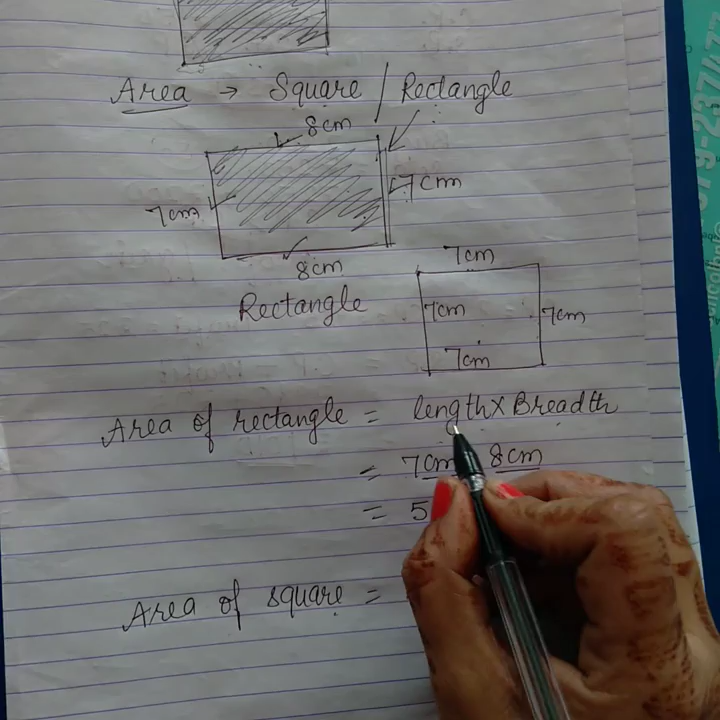 Area → Square / Rectangle
8cm
7cm
7cm
8cm
Rectangle
7cm
7cm
7cm
7cm
Area of rectangle = length × Breadth
= 7cm 8cm
= 5
Area of square =